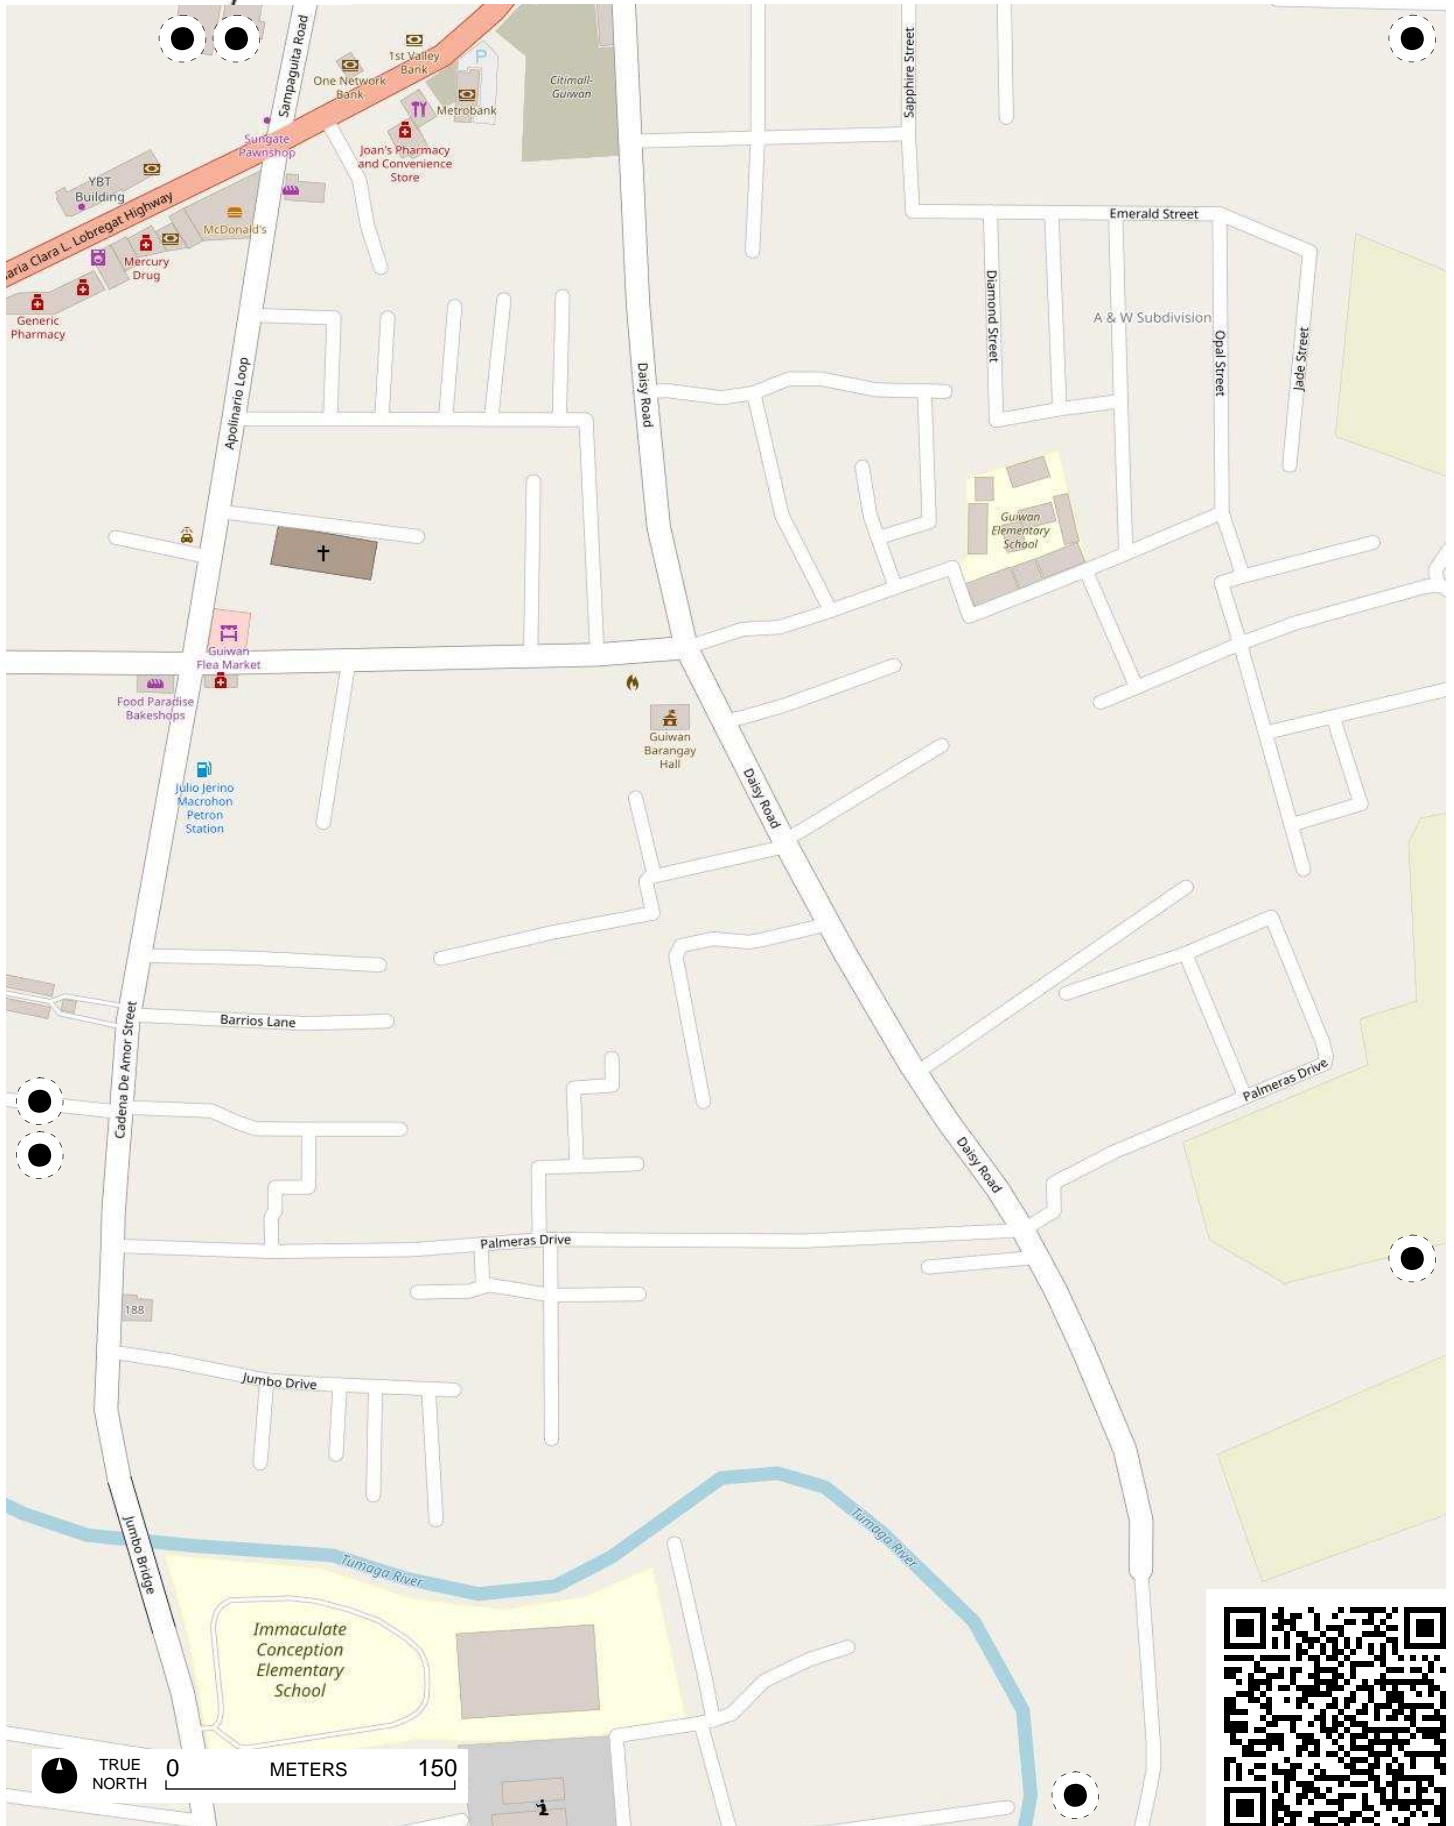 Sampaguita Road
1st Valley
Bank
One Network
Bank
Metrobank
P
Citimall-
Guiwan
Sapphire Street
Sungate
Pawnshop
Joan's Pharmacy
and Convenience
Store
YBT
Building
aria Clara L. Lobregat Highway
McDonald's
Mercury
Drug
Generic
Pharmacy
Emerald Street
Diamond Street
A & W Subdivision
Opal Street
Jade Street
Apolinario Loop
Daisy Road
Guiwan
Elementary
School
Guiwan
Flea Market
Food Paradise
Bakeshops
Guiwan
Barangay
Hall
Julio Jerino
Macrohon
Petron
Station
Daisy Road
Barrios Lane
Cadena De Amor Street
Palmeras Drive
Daisy Road
Palmeras Drive
188
Jumbo Drive
Jumbo Bridge
Tumaga River
Tumaga River
Immaculate
Conception
Elementary
School
TRUE
NORTH
0 METERS 150